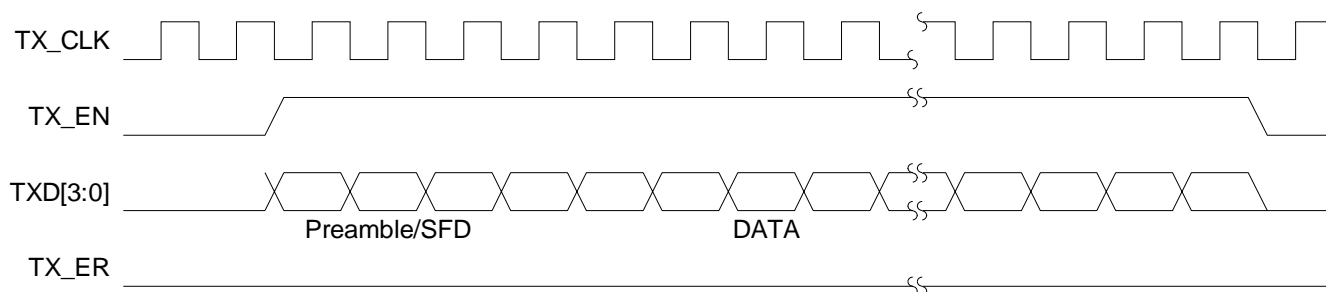 TX_CLK
TX_EN
TXD[3:0]
Preamble/SFD DATA
TX_ER